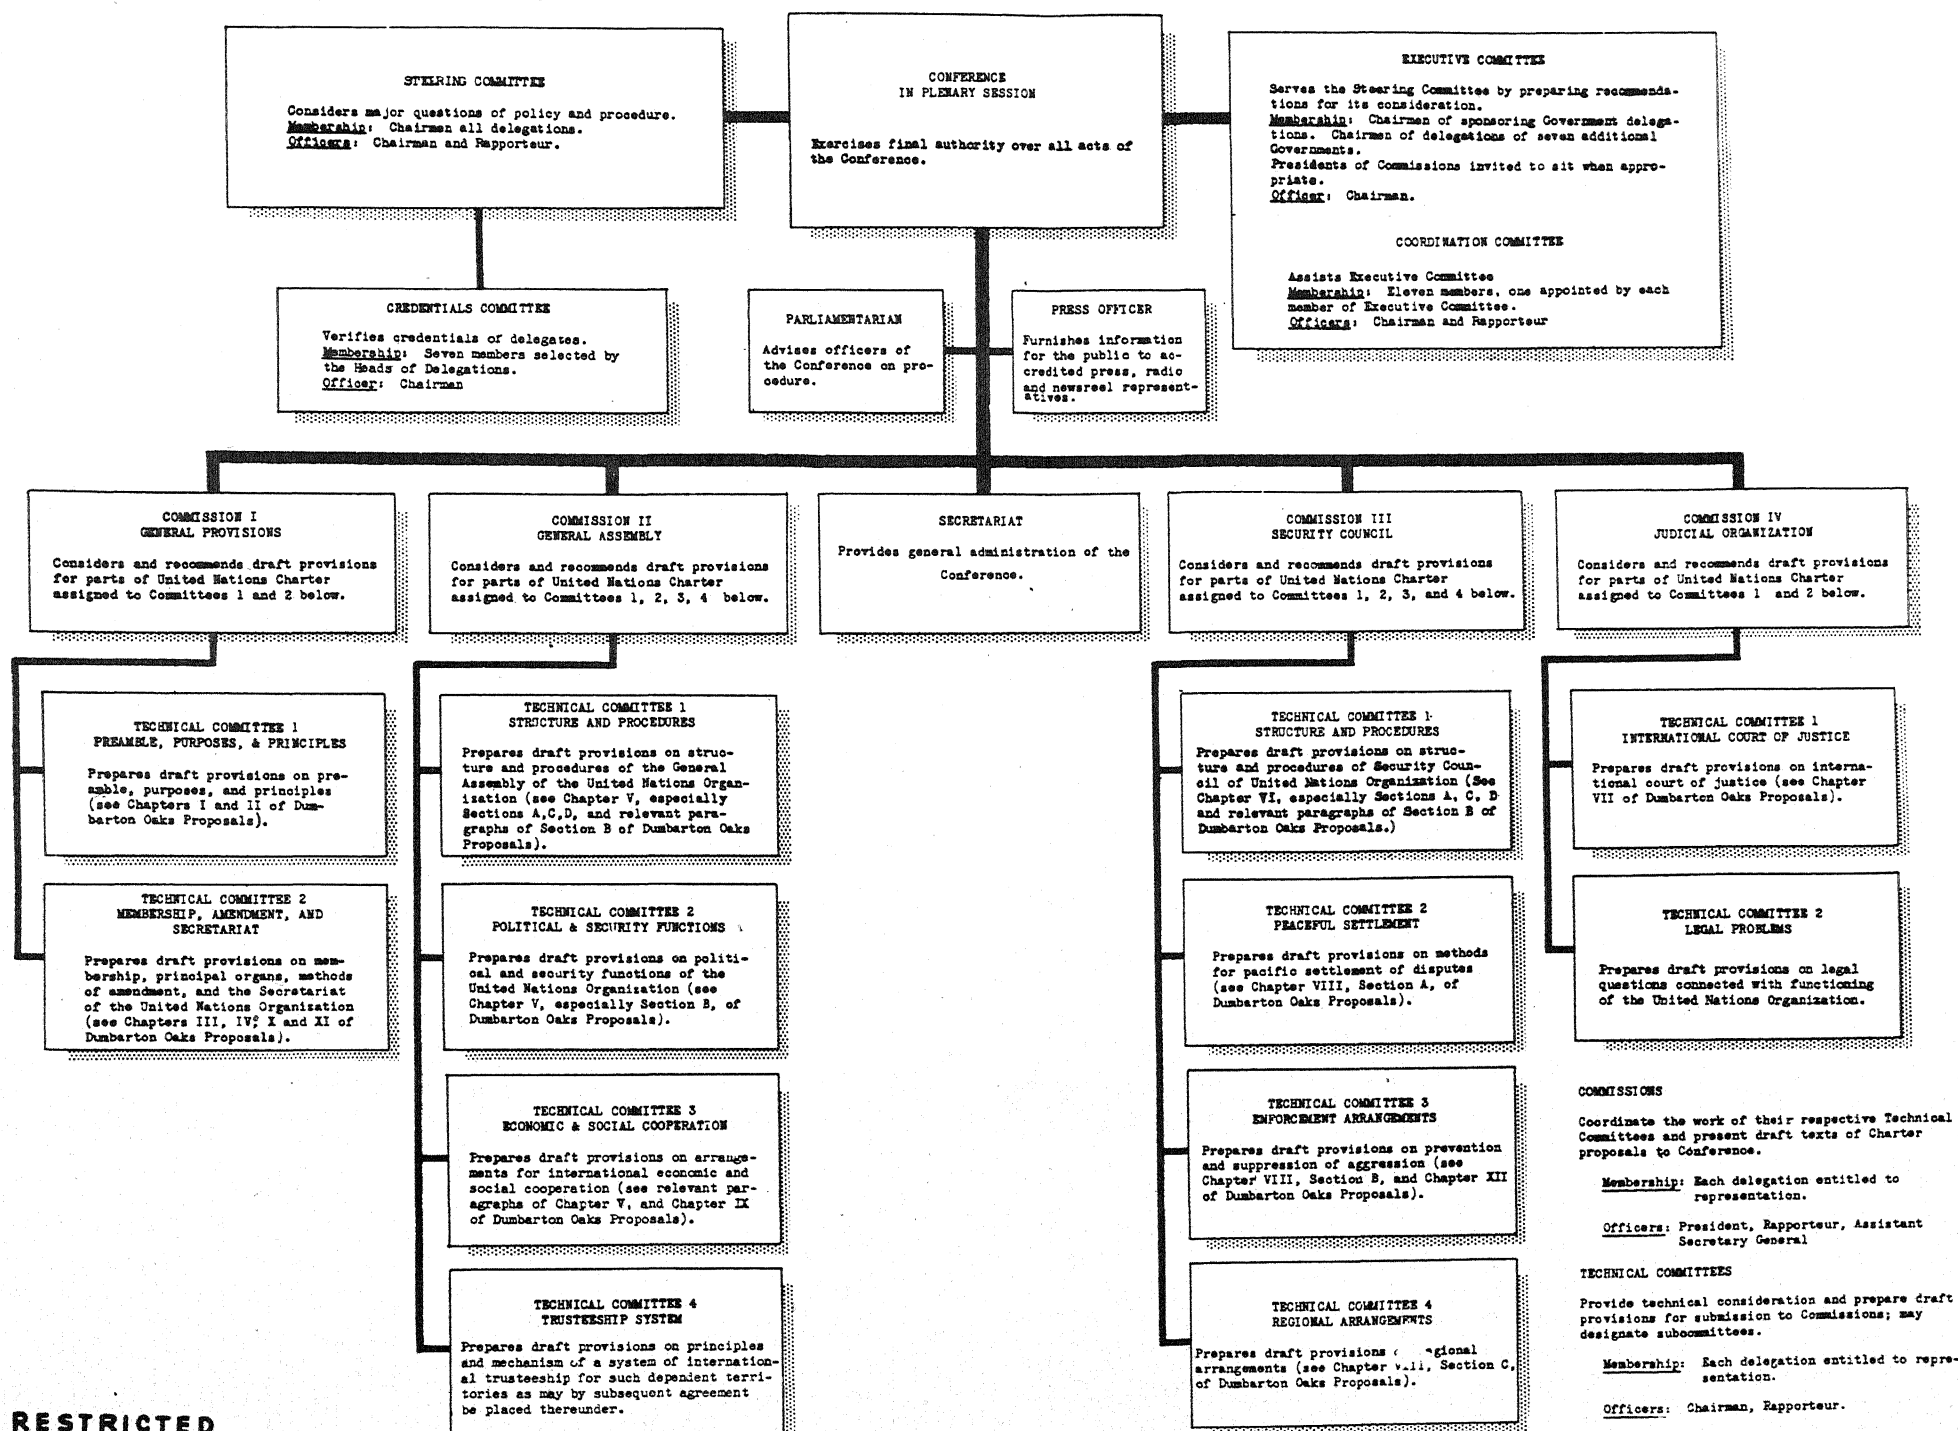 STEERING COMMITTEE
Considers major questions of policy and procedure.
Membership: Chairmen all delegations.
Officers: Chairman and Rapporteur.
CONFERENCE
IN PLENARY SESSION
Exercises final authority over all acts of
the Conference.
EXECUTIVE COMMITTEE
Serves the Steering Committee by preparing recommenda-
tions for its consideration.
Membership: Chairmen of sponsoring Government delega-
tions. Chairmen of delegations of seven additional
Governments.
Presidents of Commissions invited to sit when appro-
priate.
Officer: Chairman.
COORDINATION COMMITTEE
Assists Executive Committee
Membership: Eleven members, one appointed by each
member of Executive Committee.
Officers: Chairman and Rapporteur
CREDENTIALS COMMITTEE
Verifies credentials of delegates.
Membership: Seven members selected by
the Heads of Delegations.
Officer: Chairman
PARLIAMENTARIAN
Advises officers of
the Conference on pro-
cedure.
PRESS OFFICER
Furnishes information
for the public to ac-
credited press, radio
and newsreel represent-
atives.
COMMISSION I
GENERAL PROVISIONS
Considers and recommends draft provisions
for parts of United Nations Charter
assigned to Committees 1 and 2 below.
COMMISSION II
GENERAL ASSEMBLY
Considers and recommends draft provisions
for parts of United Nations Charter
assigned to Committees 1, 2, 3, 4 below.
SECRETARIAT
Provides general administration of the
Conference.
COMMISSION III
SECURITY COUNCIL
Considers and recommends draft provisions
for parts of United Nations Charter
assigned to Committees 1, 2, 3, and 4 below.
COMMISSION IV
JUDICIAL ORGANIZATION
Considers and recommends draft provisions
for parts of United Nations Charter
assigned to Committees 1 and 2 below.
TECHNICAL COMMITTEE 1
PREAMBLE, PURPOSES, & PRINCIPLES
Prepares draft provisions on pre-
amble, purposes, and principles
(see Chapters I and II of Dum-
barton Oaks Proposals).
TECHNICAL COMMITTEE 2
MEMBERSHIP, AMENDMENT, AND
SECRETARIAT
Prepares draft provisions on mem-
bership, principal organs, methods
of amendment, and the Secretariat
of the United Nations Organization
(see Chapters III, IV, X and XI of
Dumbarton Oaks Proposals).
TECHNICAL COMMITTEE 1
STRUCTURE AND PROCEDURES
Prepares draft provisions on struc-
ture and procedures of the General
Assembly of the United Nations Organ-
ization (see Chapter V, especially
Sections A,C,D, and relevant para-
graphs of Section B of Dumbarton Oaks
Proposals).
TECHNICAL COMMITTEE 2
POLITICAL & SECURITY FUNCTIONS
Prepares draft provisions on politi-
cal and security functions of the
United Nations Organization (see
Chapter V, especially Section B, of
Dumbarton Oaks Proposals).
TECHNICAL COMMITTEE 3
ECONOMIC & SOCIAL COOPERATION
Prepares draft provisions on arrange-
ments for international economic and
social cooperation (see relevant par-
agraphs of Chapter V, and Chapter IX
of Dumbarton Oaks Proposals).
TECHNICAL COMMITTEE 4
TRUSTEESHIP SYSTEM
Prepares draft provisions on principles
and mechanism of a system of internation-
al trusteeship for such dependent terri-
tories as may by subsequent agreement
be placed thereunder.
TECHNICAL COMMITTEE 1
STRUCTURE AND PROCEDURES
Prepares draft provisions on struc-
ture and procedures of Security Coun-
cil of United Nations Organization (See
Chapter VI, especially Sections A, C, D
and relevant paragraphs of Section B of
Dumbarton Oaks Proposals.)
TECHNICAL COMMITTEE 2
PEACEFUL SETTLEMENT
Prepares draft provisions on methods
for pacific settlement of disputes
(see Chapter VIII, Section A, of
Dumbarton Oaks Proposals).
TECHNICAL COMMITTEE 3
ENFORCEMENT ARRANGEMENTS
Prepares draft provisions on prevention
and suppression of aggression (see
Chapter VIII, Section B, and Chapter XII
of Dumbarton Oaks Proposals).
TECHNICAL COMMITTEE 4
REGIONAL ARRANGEMENTS
Prepares draft provisions
arrangements (see Chapter Section C,
of Dumbarton Oaks Proposals).
TECHNICAL COMMITTEE 1
INTERNATIONAL COURT OF JUSTICE
Prepares draft provisions on interna-
tional court of justice (see Chapter
VII of Dumbarton Oaks Proposals).
TECHNICAL COMMITTEE 2
LEGAL PROBLEMS
Prepares draft provisions on legal
questions connected with functioning
of the United Nations Organization.
COMMISSIONS
Coordinate the work of their respective Technical
Committees and present draft texts of Charter
proposals to Conference.
Membership: Each delegation entitled to
representation.
Officers: President, Rapporteur, Assistant
Secretary General
TECHNICAL COMMITTEES
Provide technical consideration and prepare draft
provisions for submission to Commissions; may
designate subcommittees.
Membership: Each delegation entitled to repre-
sentation.
Officers: Chairman, Rapporteur.
RESTRICTED